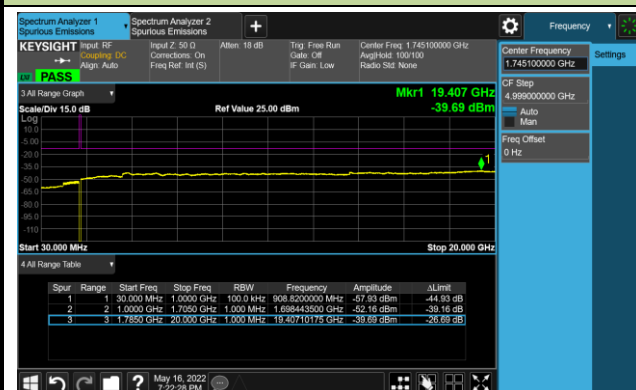 Spectrum Analyzer 1
Spurious Emissions
Spectrum Analyzer 2
Spurious Emissions
+
Frequency
KEYSIGHT
Input: RF
Coupling: DC
Align: Auto
Input Z: 50 Ω
Corrections: On
Freq Ref: Int (S)
Atten: 18 dB
Trig: Free Run
Gate: Off
IF Gain: Low
Center Freq: 1.745100000 GHz
Avg|Hold: 100/100
Radio Std: None
PASS
Center Frequency
1.745100000 GHz
Settings
CF Step
4.999000000 GHz
Auto
Man
Freq Offset
0 Hz
3 All Range Graph
Mkr1 19.407 GHz
Scale/Div 15.0 dB
Ref Value 25.00 dBm
-39.69 dBm
Log
10.0
-5.00
-20.0
-35.0
-50.0
-65.0
-80.0
-95.0
-110
1
Start 30.000 MHz
Stop 20.000 GHz
4 All Range Table
Spur Range Start Freq Stop Freq RBW Frequency Amplitude ΔLimit
1 1 30.000 MHz 1.0000 GHz 100.0 kHz 908.8200000 MHz -57.93 dBm -44.93 dB
2 2 1.0000 GHz 1.7050 GHz 1.000 MHz 1.698443500 GHz -52.16 dBm -39.16 dB
3 3 1.7850 GHz 20.000 GHz 1.000 MHz 19.40710175 GHz -39.69 dBm -26.69 dB
?
May 16, 2022
7:22:28 PM